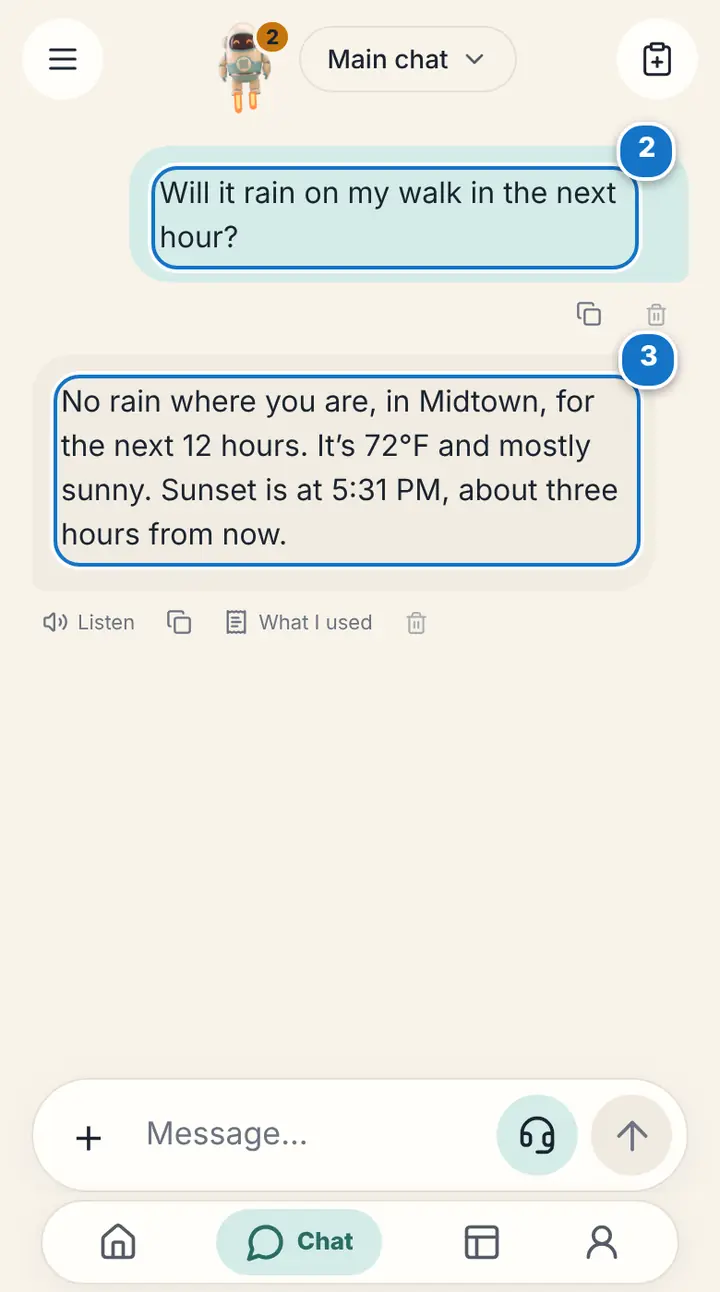 2
Main chat
2
Will it rain on my walk in the next
hour?
3
No rain where you are, in Midtown, for
the next 12 hours. It’s 72°F and mostly
sunny. Sunset is at 5:31 PM, about three
hours from now.
Listen
What I used
Message...
Chat